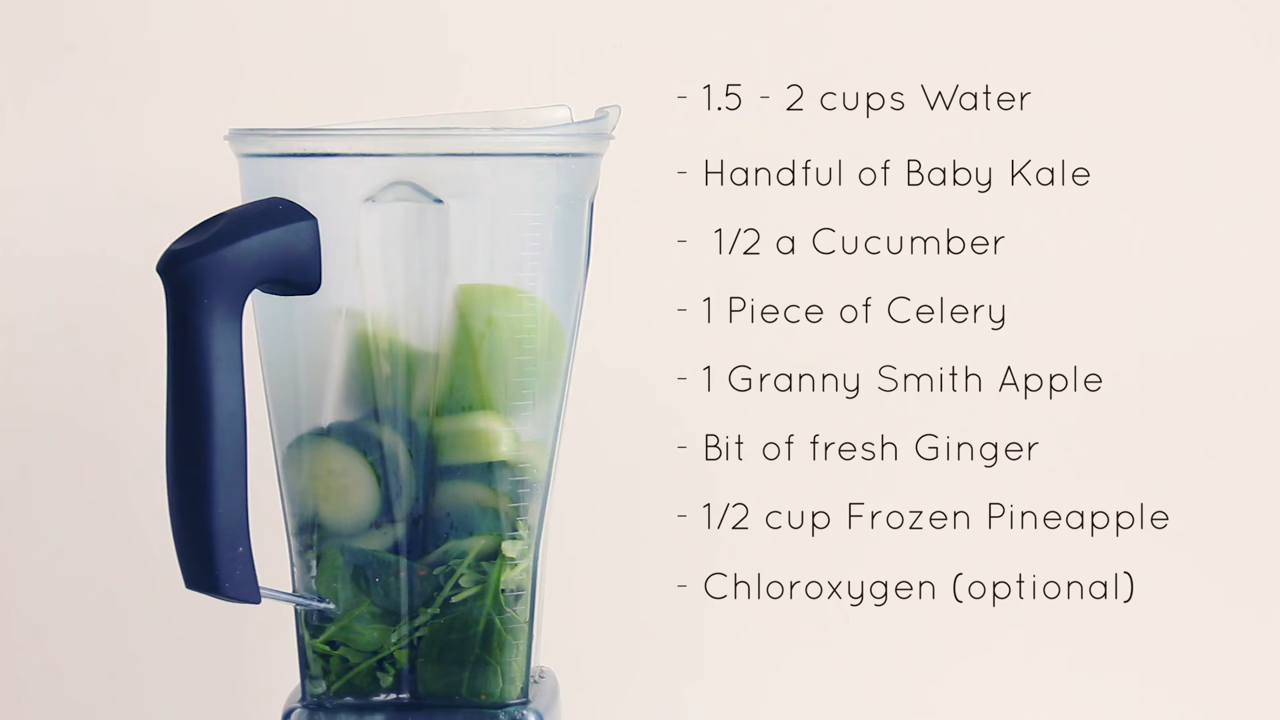 - 1.5 - 2 cups Water
- Handful of Baby Kale
- 1/2 a Cucumber
- 1 Piece of Celery
- 1 Granny Smith Apple
- Bit of fresh Ginger
- 1/2 cup Frozen Pineapple
- Chloroxygen (optional)